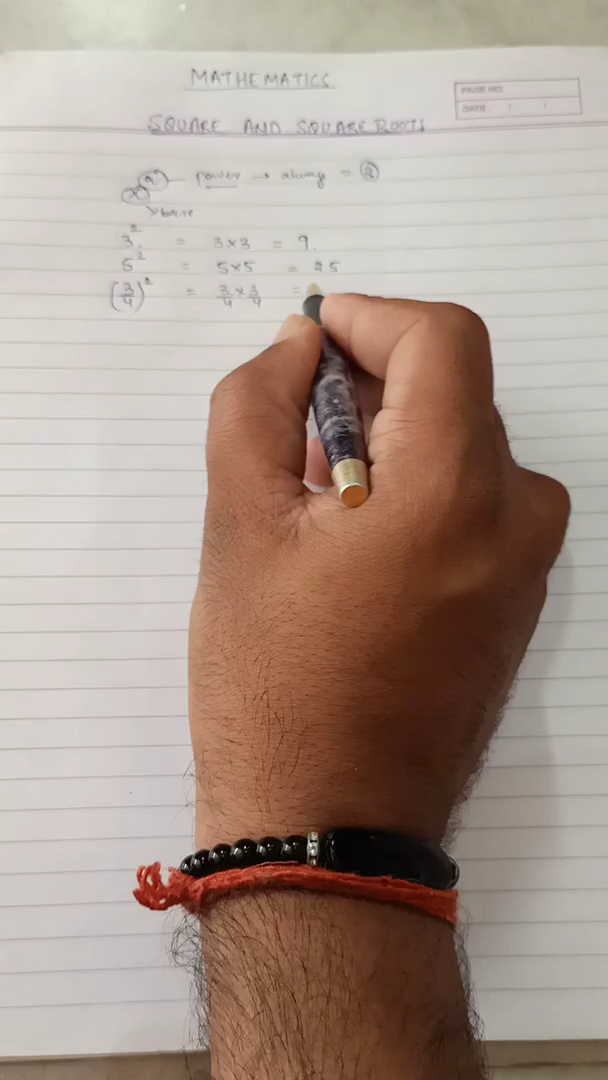 MATHEMATICS
PAGE NO
DATE: / /
SQUARE AND SQUARE ROOTS
x² → power → always = 2
→ base
3² = 3×3 = 9.
5² = 5×5 = 25
(3/4)² = 3/4 × 3/4 =